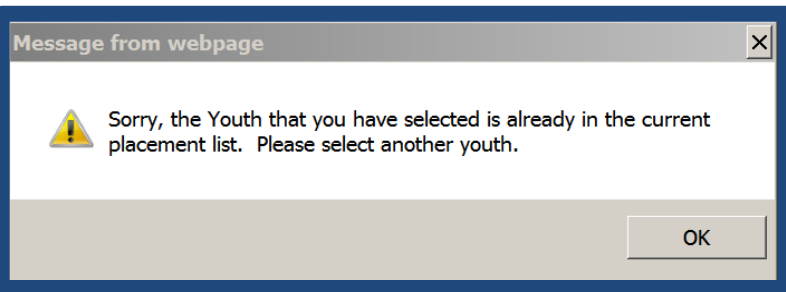 Message from webpage
Sorry, the Youth that you have selected is already in the current
placement list.  Please select another youth.
OK